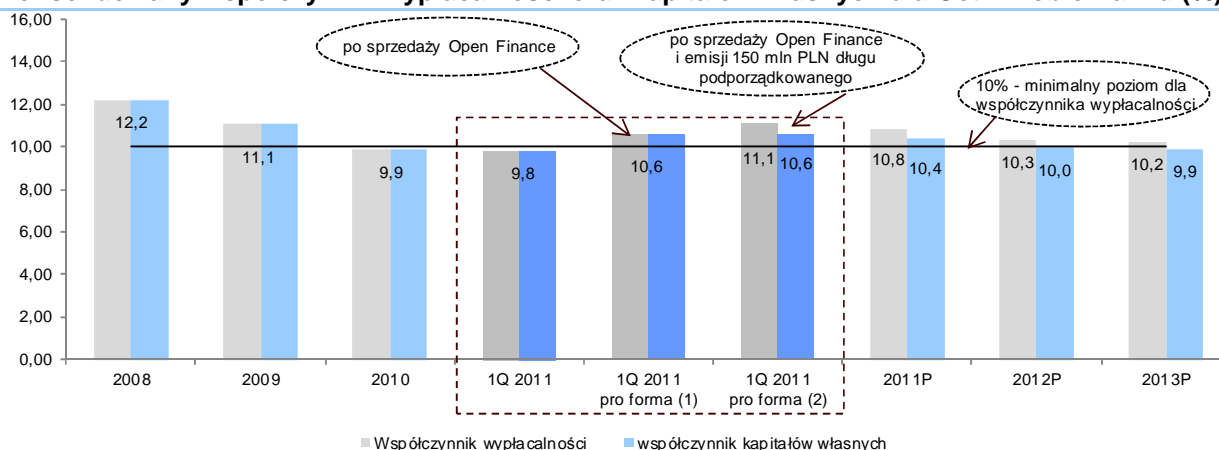 16,00
14,00
12,00
10,00
8,00
6,00
4,00
2,00
0,00
po sprzedaży Open Finance
po sprzedaży Open Finance
i emisji 150 mln PLN długu
podporządkowanego
10% - minimalny poziom dla
współczynnika wypłacalności
12,2
11,1
9,9
9,8
10,6
11,1
10,6
10,8
10,4
10,3
10,0
10,2
9,9
2008
2009
2010
1Q 2011
1Q 2011
pro forma (1)
1Q 2011
pro forma (2)
2011P
2012P
2013P
Współczynnik wypłacalności
współczynnik kapitałów własnych